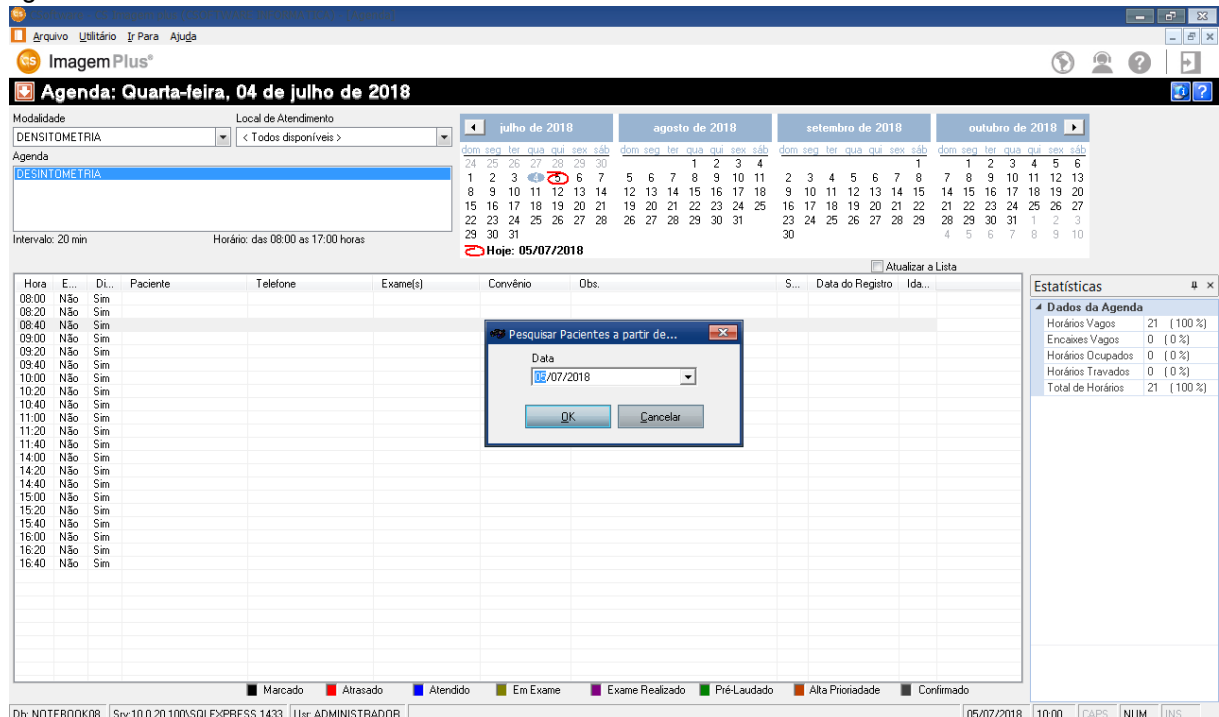 Arquivo Utilitário Ir Para Ajuda
cs ImagemPlus®
Agenda: Quarta-feira, 04 de julho de 2018
Modalidade Local de Atendimento
DENSITOMETRIA < Todos disponíveis >
Agenda
DESINTOMETRIA
Intervalo: 20 min Horário: das 08:00 as 17:00 horas
julho de 2018 agosto de 2018 setembro de 2018 outubro de 2018
dom seg ter qua qui sex sáb dom seg ter qua qui sex sáb dom seg ter qua qui sex sáb dom seg ter qua qui sex sáb
24 25 26 27 28 29 30 1 2 3 4 1 1 2 3 4 5 6
1 2 3 4 5 6 7 5 6 7 8 9 10 11 2 3 4 5 6 7 8 7 8 9 10 11 12 13
8 9 10 11 12 13 14 12 13 14 15 16 17 18 9 10 11 12 13 14 15 14 15 16 17 18 19 20
15 16 17 18 19 20 21 19 20 21 22 23 24 25 16 17 18 19 20 21 22 21 22 23 24 25 26 27
22 23 24 25 26 27 28 26 27 28 29 30 31 23 24 25 26 27 28 29 28 29 30 31 1 2 3
29 30 31 30 4 5 6 7 8 9 10
Hoje: 05/07/2018
Atualizar a Lista
Hora E... Di... Paciente Telefone Exame(s) Convênio Obs. S... Data do Registro Ida...
08:00 Não Sim
08:20 Não Sim
08:40 Não Sim
09:00 Não Sim
09:20 Não Sim
09:40 Não Sim
10:00 Não Sim
10:20 Não Sim
10:40 Não Sim
11:00 Não Sim
11:20 Não Sim
11:40 Não Sim
14:00 Não Sim
14:20 Não Sim
14:40 Não Sim
15:00 Não Sim
15:20 Não Sim
15:40 Não Sim
16:00 Não Sim
16:20 Não Sim
16:40 Não Sim
Pesquisar Pacientes a partir de...
Data
05/07/2018
OK Cancelar
Estatísticas
Dados da Agenda
Horários Vagos 21 (100 %)
Encaixes Vagos 0 (0 %)
Horários Ocupados 0 (0 %)
Horários Travados 0 (0 %)
Total de Horários 21 (100 %)
Marcado Atrasado Atendido Em Exame Exame Realizado Pré-Laudado Alta Prioriadade Confirmado
Db: NOTEBOOK08 Srv:10.0.20.100\SQLEXPRESS,1433 Usr: ADMINISTRADOR 05/07/2018 10:00 CAPS NUM INS